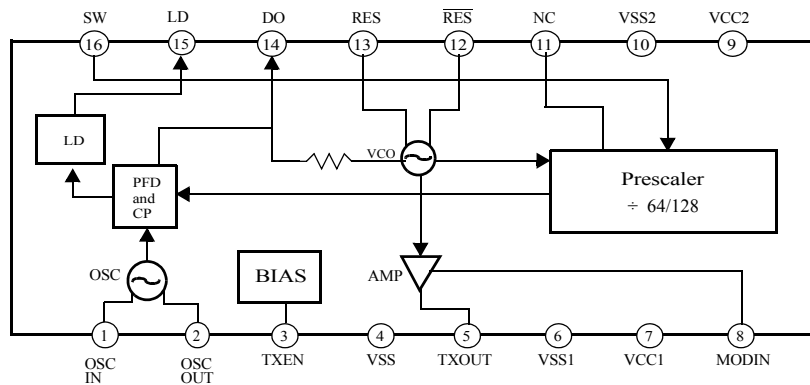 SW LD DO RES R̅E̅S̅ NC VSS2 VCC2
16 15 14 13 12 11 10 9
LD
VCO
PFD
and
CP
Prescaler
÷ 64/128
OSC
BIAS
AMP
1 2 3 4 5 6 7 8
OSC
IN
OSC
OUT
TXEN VSS TXOUT VSS1 VCC1 MODIN